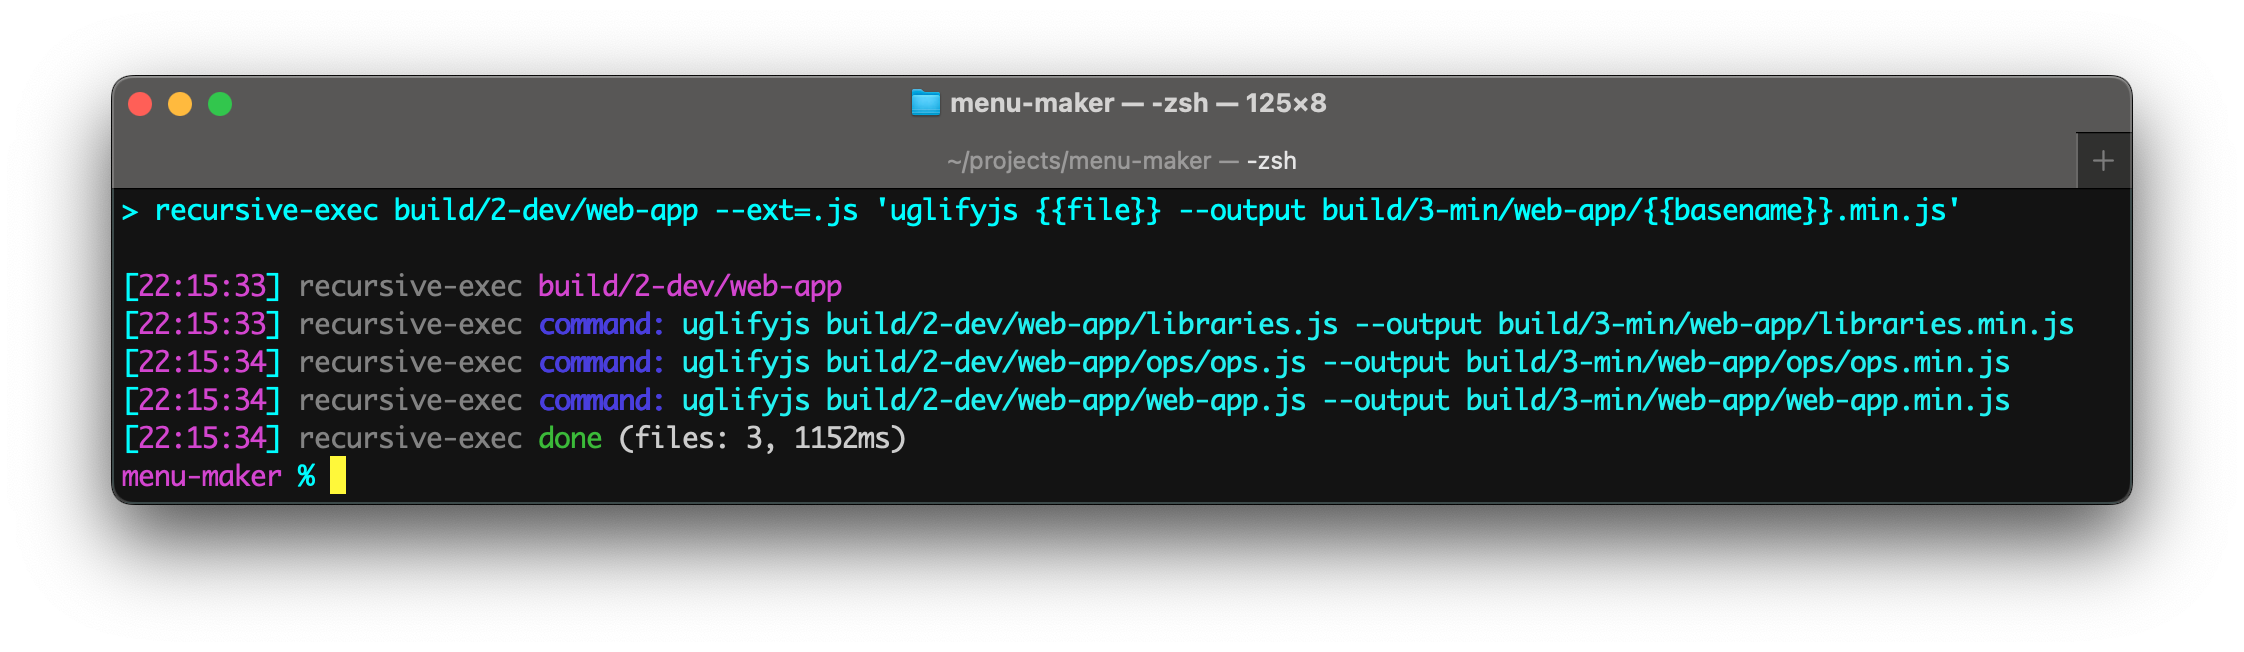 menu-maker — -zsh — 125×8
~/projects/menu-maker — -zsh
> recursive-exec build/2-dev/web-app --ext=.js 'uglifyjs {{file}} --output build/3-min/web-app/{{basename}}.min.js'
[22:15:33] recursive-exec build/2-dev/web-app
[22:15:33] recursive-exec command: uglifyjs build/2-dev/web-app/libraries.js --output build/3-min/web-app/libraries.min.js
[22:15:34] recursive-exec command: uglifyjs build/2-dev/web-app/ops/ops.js --output build/3-min/web-app/ops/ops.min.js
[22:15:34] recursive-exec command: uglifyjs build/2-dev/web-app/web-app.js --output build/3-min/web-app/web-app.min.js
[22:15:34] recursive-exec done (files: 3, 1152ms)
menu-maker %